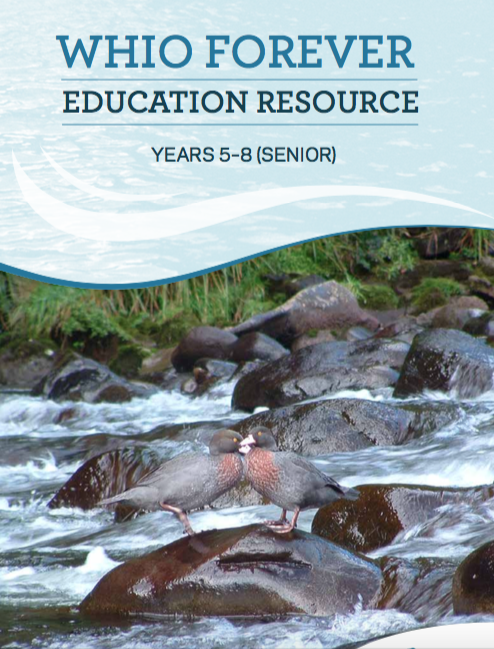 WHIO FOREVER
EDUCATION RESOURCE
YEARS 5-8 (SENIOR)